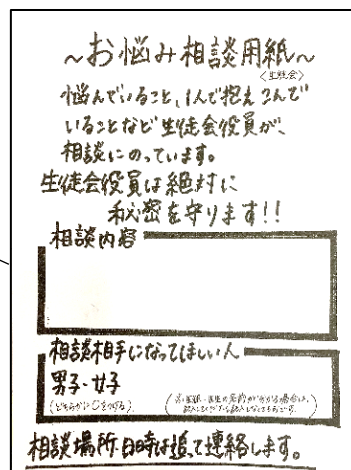 ～お悩み相談用紙～
〈生徒会〉
悩んでいること、1人で抱えこんで
いることなど生徒会役員が、
相談にのっています。
生徒会役員は絶対に
秘密を守ります!!
相談内容
相談相手になってほしい人
男子・女子
(どちらかに○をつける)
相談場所、日時は追って連絡します。